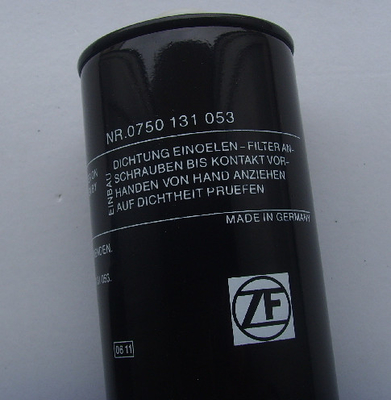 NR.0750 131 053
EINBAU
DICHTUNG EINOELEN - FILTER AN-
SCHRAUBEN BIS KONTAKT VOR-
HANDEN VON HAND ANZIEHEN
AUF DICHTHEIT PRUEFEN
MADE IN GERMANY
ZF
06 11